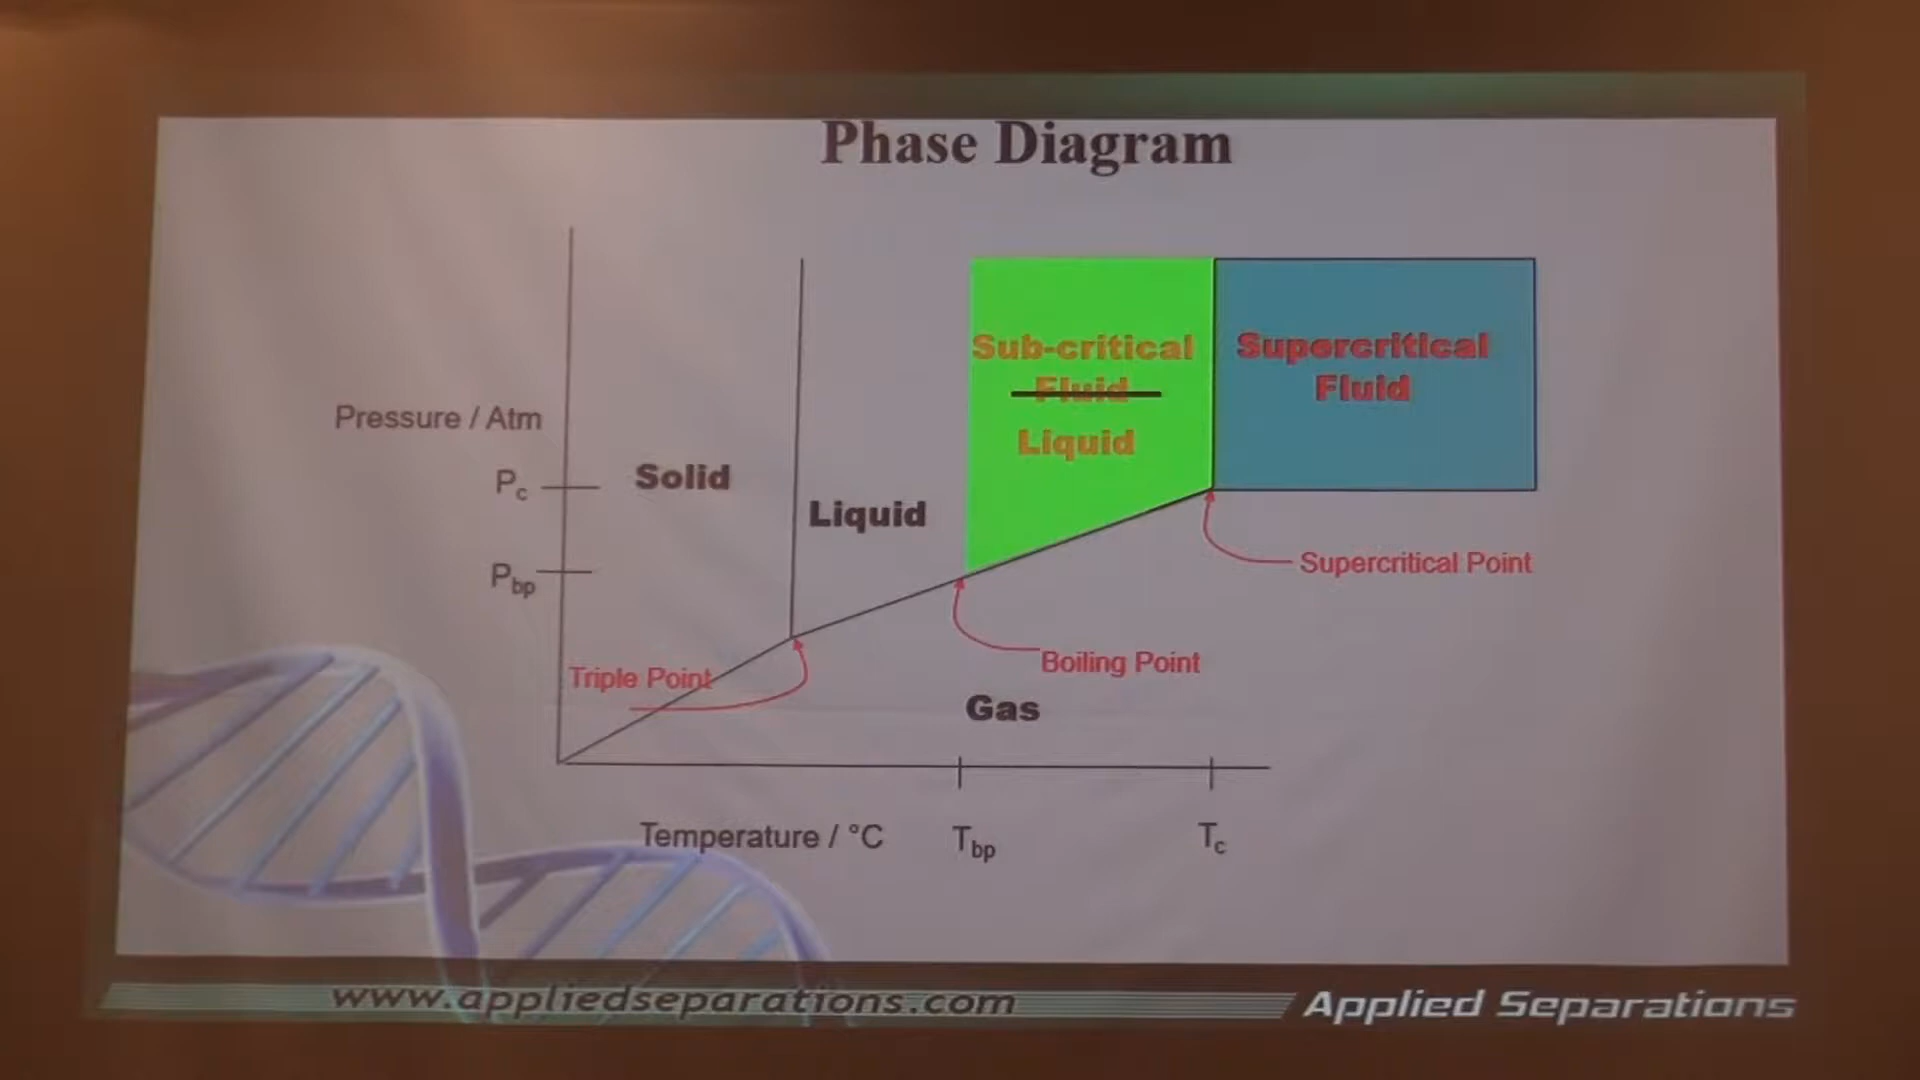 Phase Diagram
Sub-critical
Fluid
Liquid
Supercritical
Fluid
Pressure / Atm
Pc
Solid
Liquid
Pbp
Supercritical Point
Triple Point
Boiling Point
Gas
Temperature / °C
Tbp
Tc
www.appliedseparations.com
Applied Separations